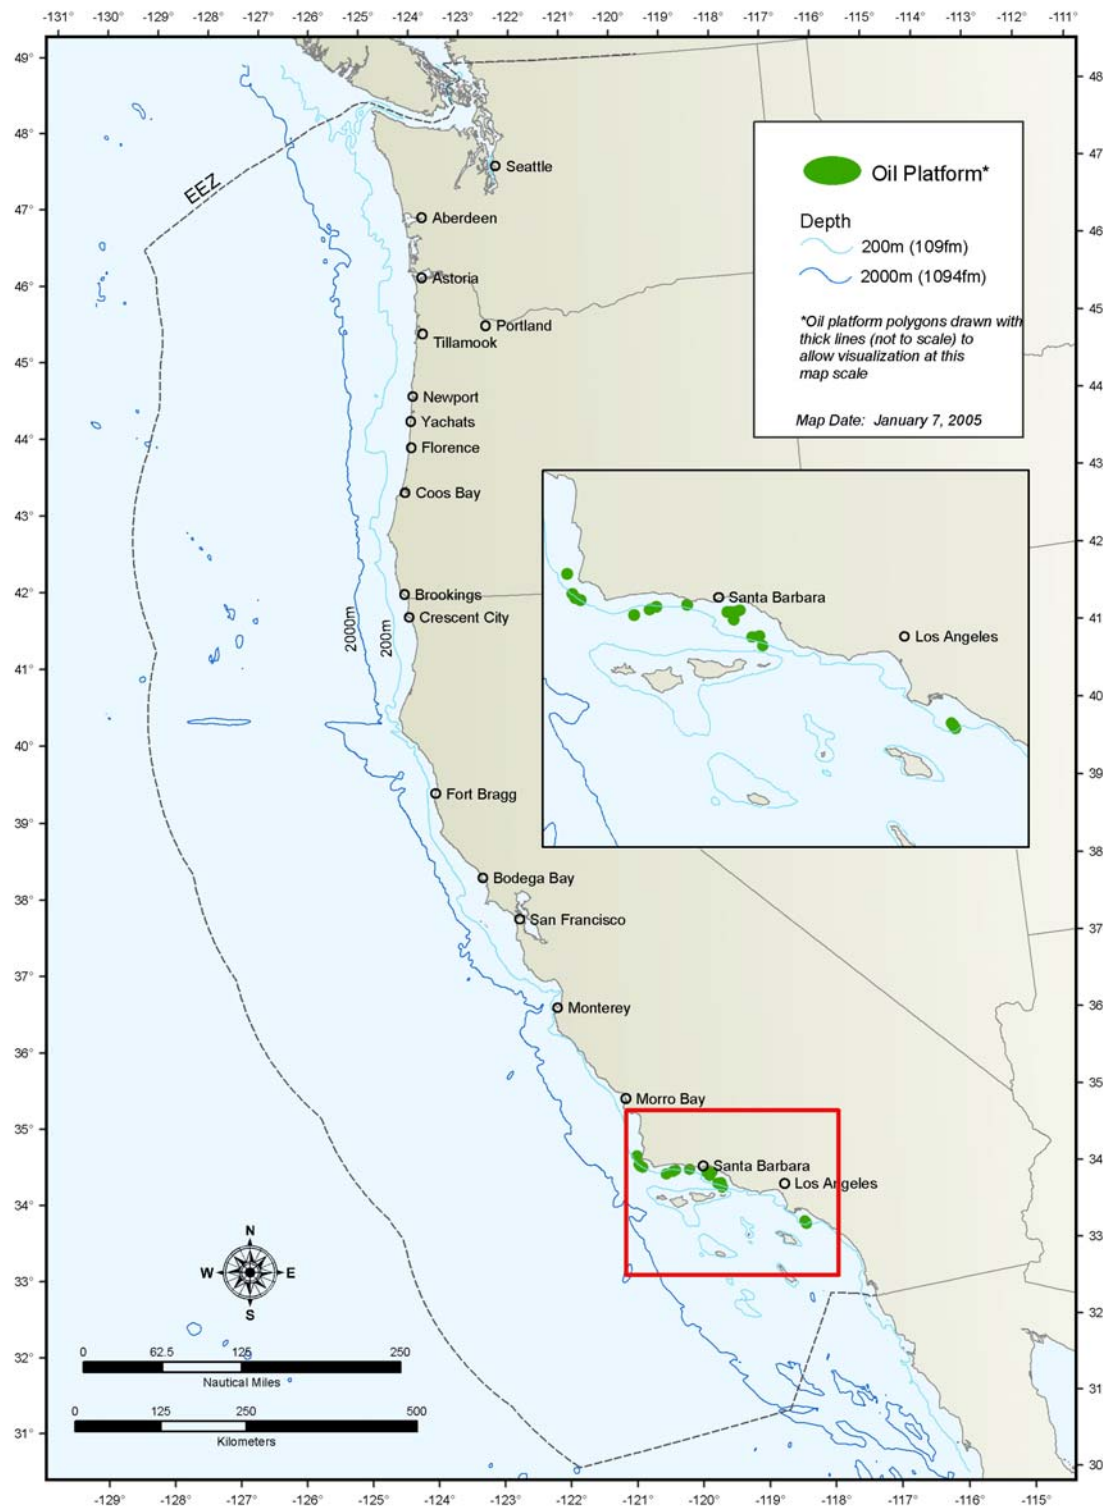 -131° -130° -129° -128° -127° -126° -125° -124° -123° -122° -121° -120° -119° -118° -117° -116° -115° -114° -113° -112° -111°
49°
48°
47°
46°
45°
44°
43°
42°
41°
40°
39°
38°
37°
36°
35°
34°
33°
32°
31°
EEZ
Seattle
Aberdeen
Astoria
Portland
Tillamook
Newport
Yachats
Florence
Coos Bay
Brookings
Crescent City
2000m
200m
Fort Bragg
Bodega Bay
San Francisco
Monterey
Morro Bay
Santa Barbara
Los Angeles
Oil Platform*
Depth
200m (109fm)
2000m (1094fm)
*Oil platform polygons drawn with
thick lines (not to scale) to
allow visualization at this
map scale
Map Date: January 7, 2005
Santa Barbara
Los Angeles
48
47
46
45
44
43
42
41
40
39
38
37
36
35
34
33
32
31
30
N
W E
S
0 62.5 125 250
Nautical Miles
0 125 250 500
Kilometers
-129° -128° -127° -126° -125° -124° -123° -122° -121° -120° -119° -118° -117° -116° -115°